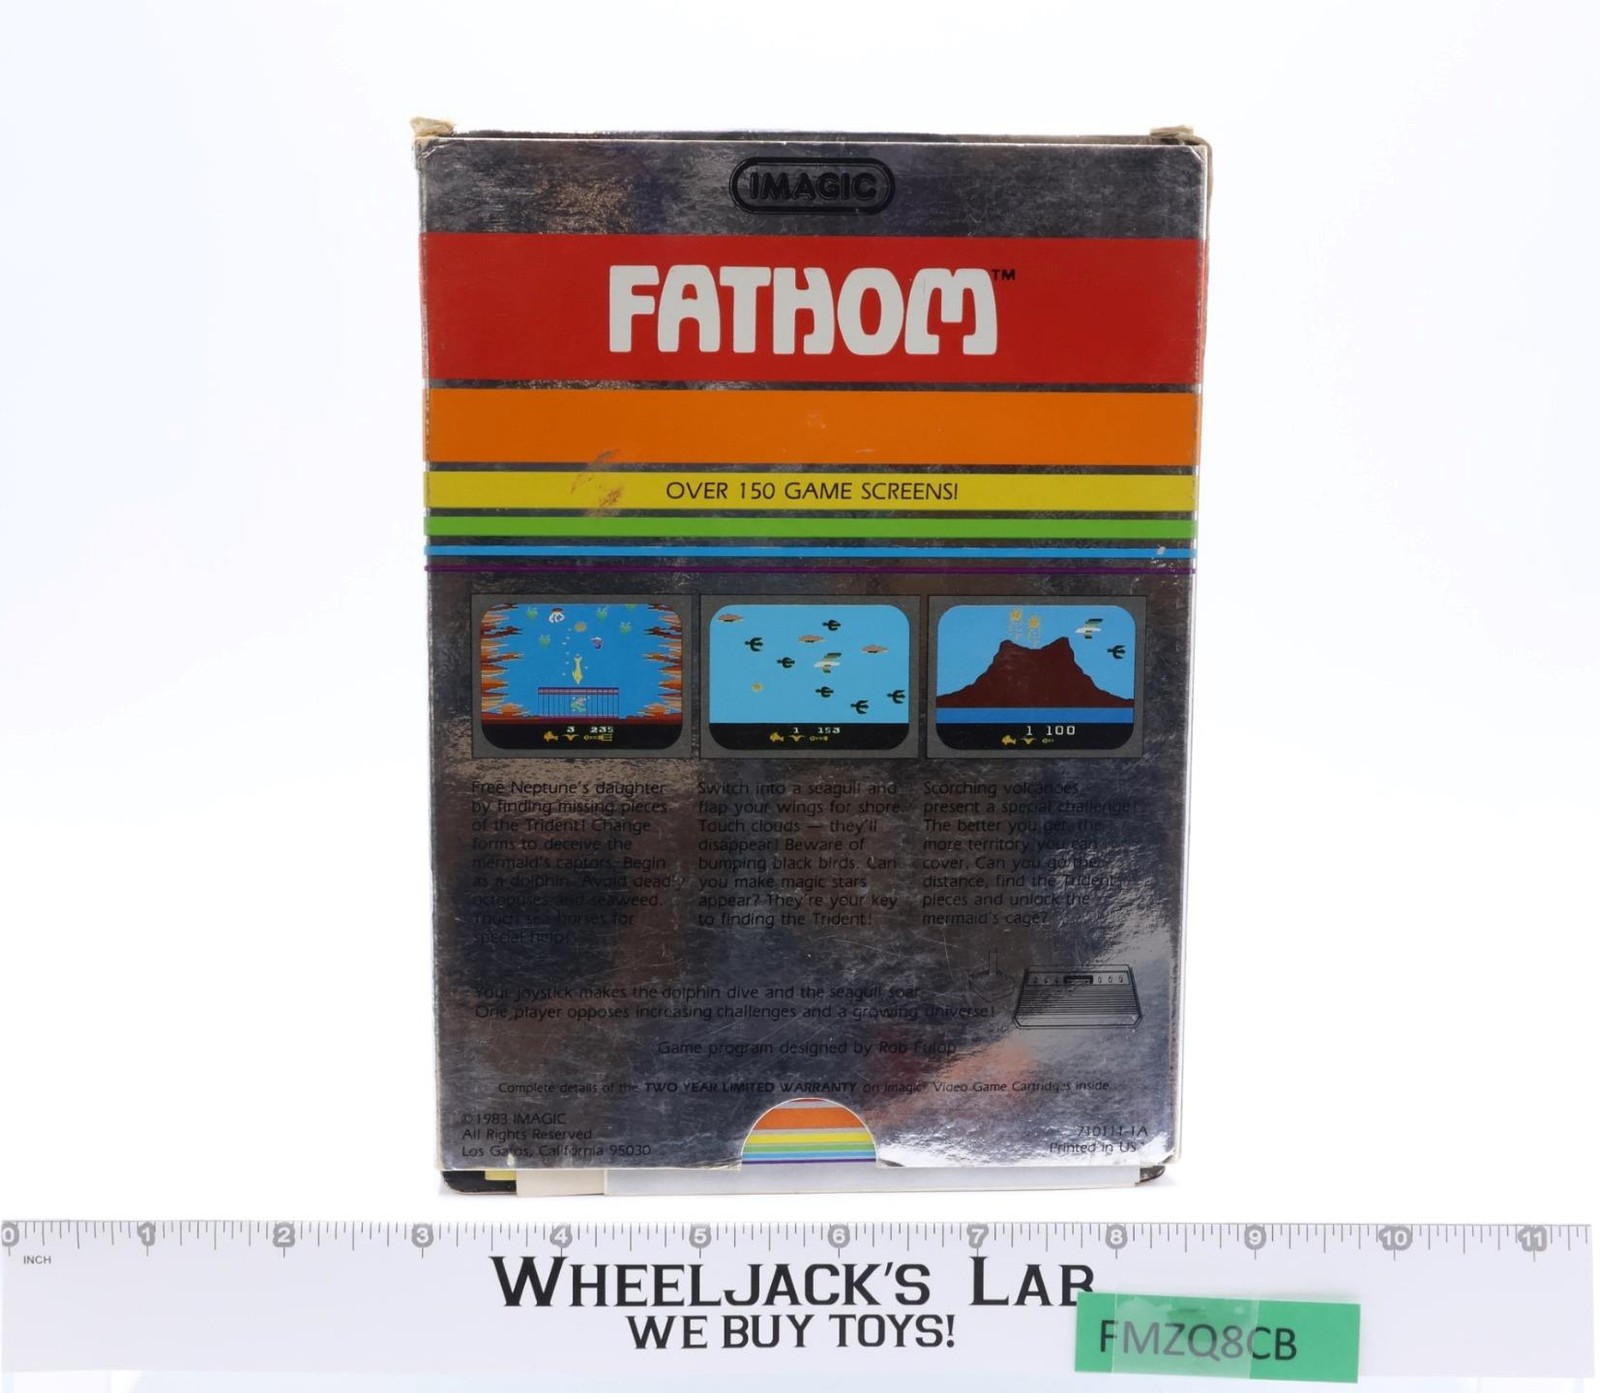 IMAGIC
FATHOM™
OVER 150 GAME SCREENS!
3 205
1 150
1 100
Free Neptune's daughter
by finding missing pieces
of the Trident! Change
forms to deceive the
mermaid's captors. Begin
as a dolphin. Avoid dead
octopuses and seaweed.
Touch sea horses for
special help!
Switch into a seagull and
flap your wings for shore.
Touch clouds — they'll
disappear! Beware of
bumping black birds. Can
you make magic stars
appear? They're your key
to finding the Trident!
Scorching volcanoes
present a special challenge!
The better you get, the
more territory you can
cover. Can you go the
distance, find the Trident
pieces and unlock the
mermaid's cage?
Your joystick makes the dolphin dive and the seagull soar.
One player opposes increasing challenges and a growing universe!
Game program designed by Rob Fulop
Complete details of the TWO YEAR LIMITED WARRANTY on Imagic® Video Game Cartridges inside.
© 1983 IMAGIC
All Rights Reserved
Los Gatos, California 95030
710111-1A
Printed in US
0 1 2 3 4 5 6 7 8 9 10 11
INCH
WHEELJACK'S LAB
WE BUY TOYS!
FMZQ8CB